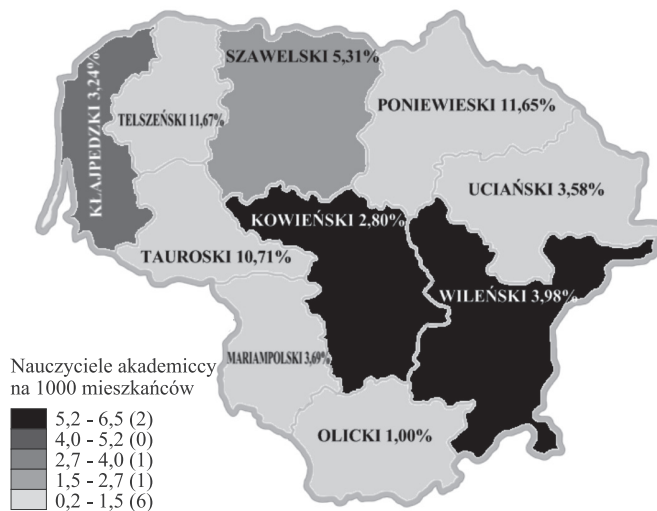 SZAWELSKI 5,31%
KŁAJPEDZKI 3,24%
TELSZEŃSKI 11,67%
PONIEWIESKI 11,65%
UCIAŃSKI 3,58%
KOWIEŃSKI 2,80%
TAUROSKI 10,71%
WILEŃSKI 3,98%
MARIAMPOLSKI 3,69%
OLICKI 1,00%
Nauczyciele akademiccy
na 1000 mieszkańców
5,2 - 6,5 (2)
4,0 - 5,2 (0)
2,7 - 4,0 (1)
1,5 - 2,7 (1)
0,2 - 1,5 (6)